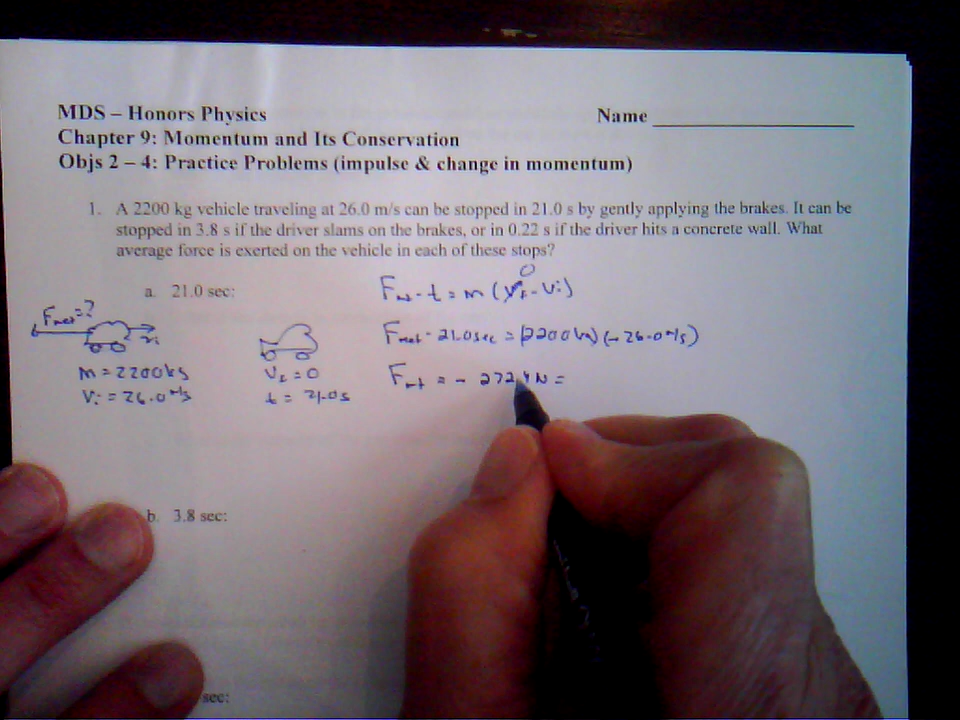 MDS – Honors Physics
Name
Chapter 9: Momentum and Its Conservation
Objs 2 – 4: Practice Problems (impulse & change in momentum)
1. A 2200 kg vehicle traveling at 26.0 m/s can be stopped in 21.0 s by gently applying the brakes. It can be
stopped in 3.8 s if the driver slams on the brakes, or in 0.22 s if the driver hits a concrete wall. What
average force is exerted on the vehicle in each of these stops?
a. 21.0 sec:
Fnet · t = m (Vf - Vi)
0
Fnet = ?
Vi
Fnet · 21.0 sec = (2200 kg) (-26.0 m/s)
m = 2200 kg
Vi = 26.0 m/s
Vf = 0
t = 21.0 s
Fnet = - 2724 N =
b. 3.8 sec:
sec: